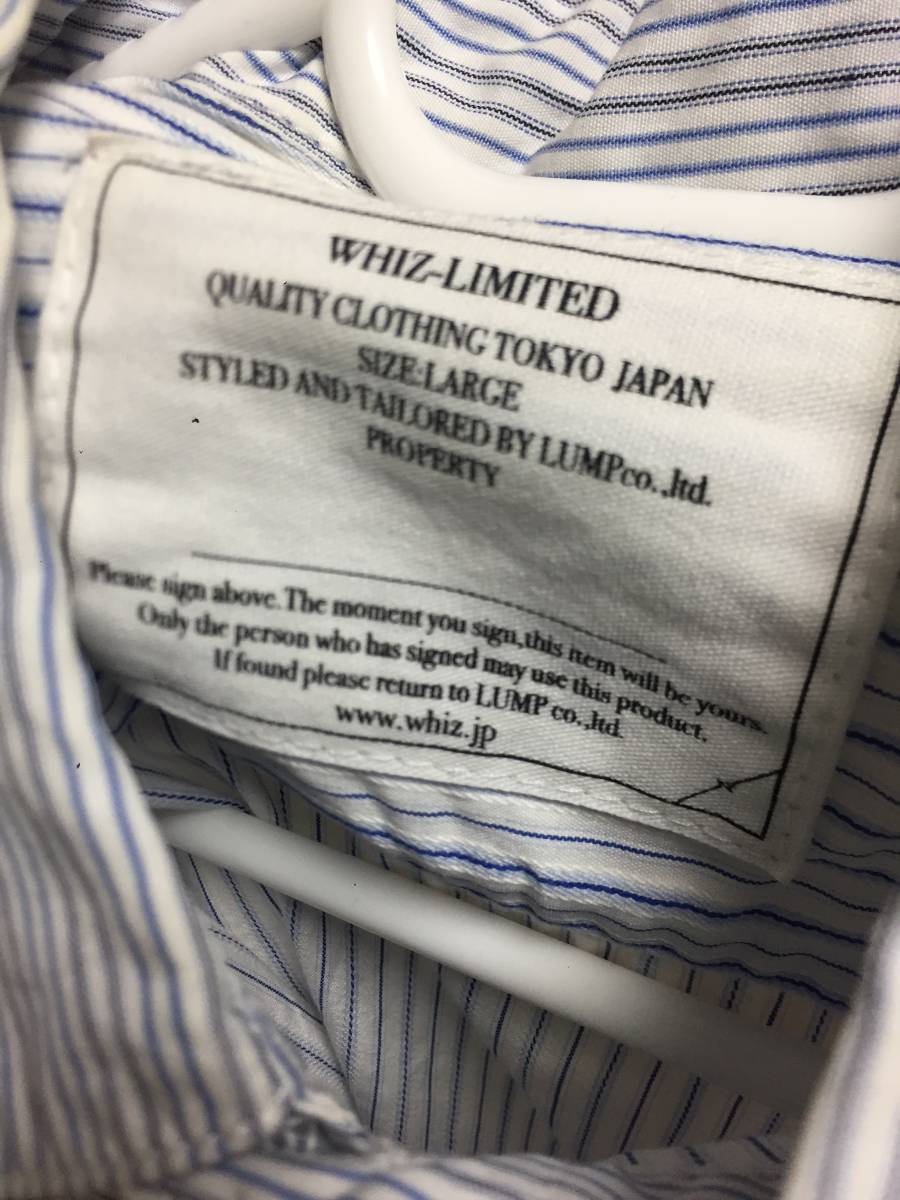 WHIZ-LIMITED
QUALITY CLOTHING TOKYO JAPAN
SIZE:LARGE
STYLED AND TAILORED BY LUMPco.,ltd.
PROPERTY
Please sign above. The moment you sign,this item will be yours.
Only the person who has signed may use this product.
If found please return to LUMP co.,ltd.
www.whiz.jp